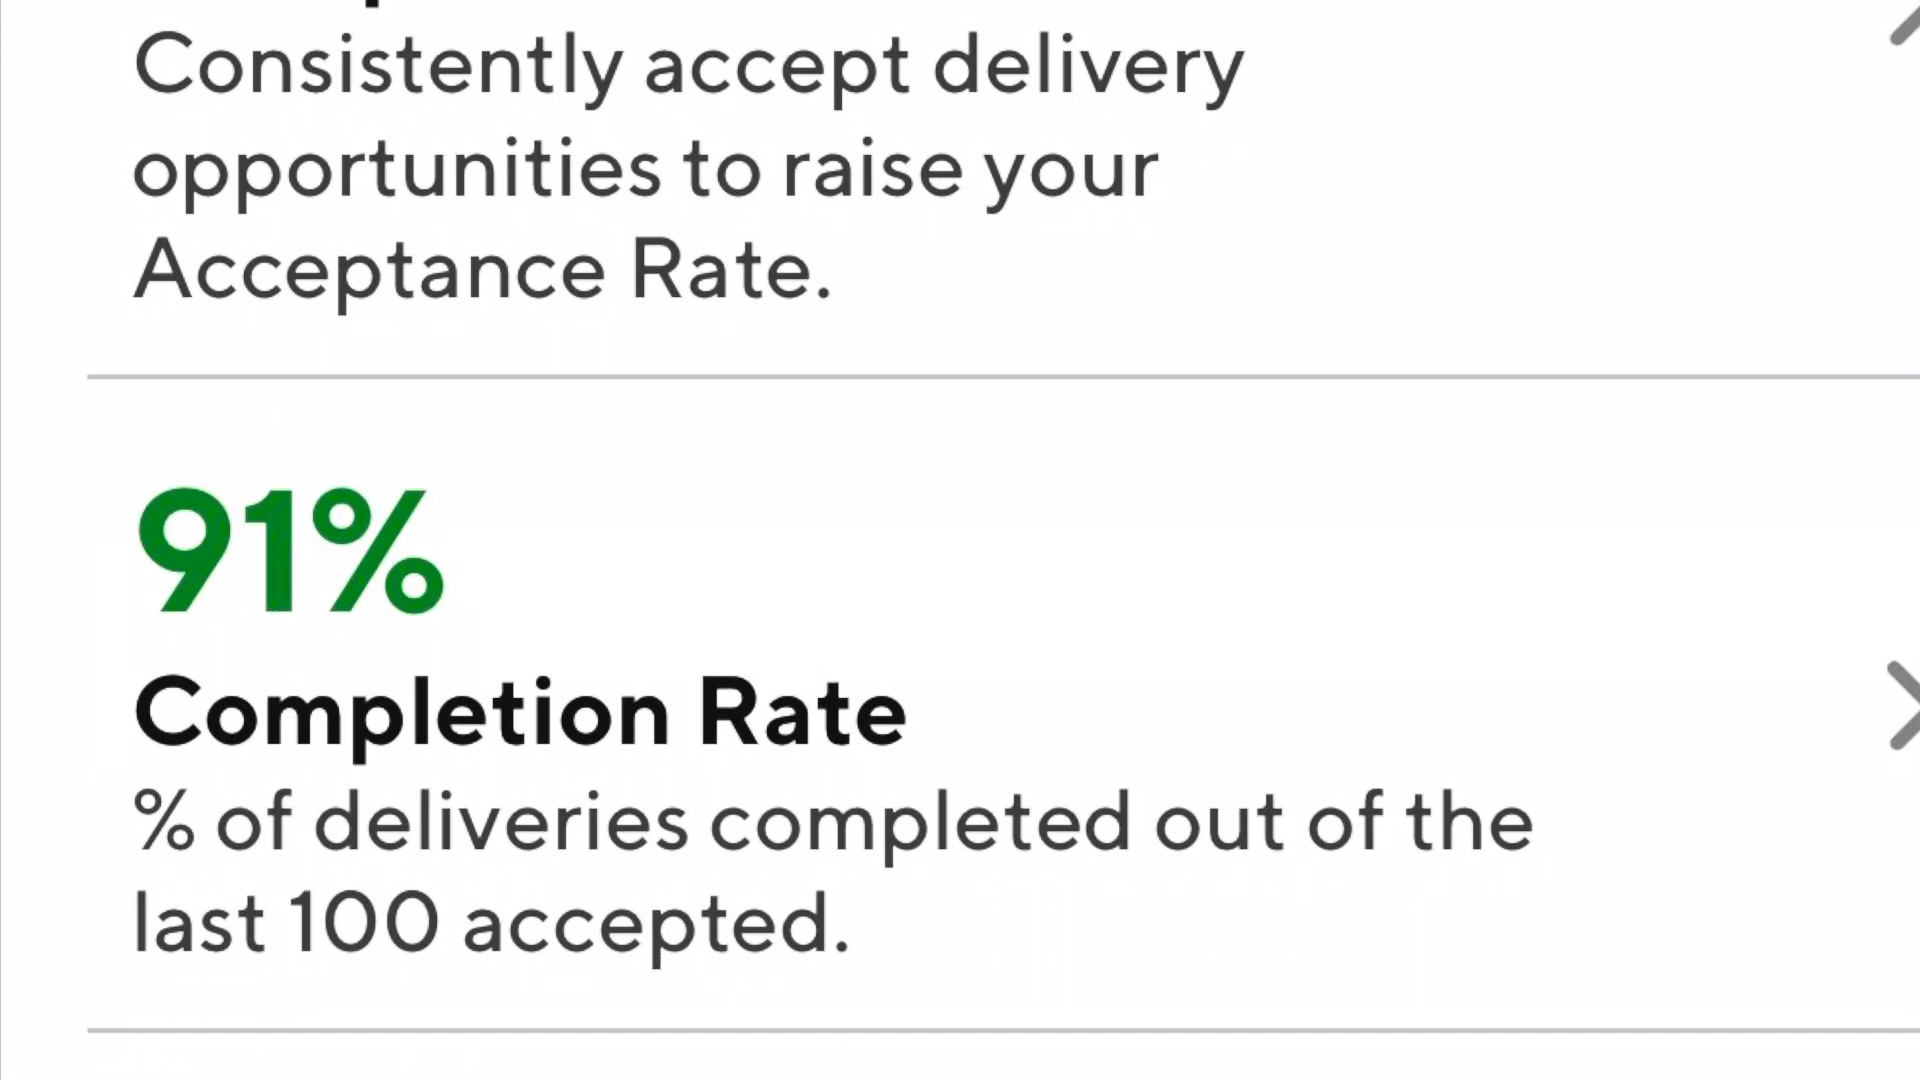 Consistently accept delivery
opportunities to raise your
Acceptance Rate.
91%
Completion Rate
% of deliveries completed out of the
last 100 accepted.